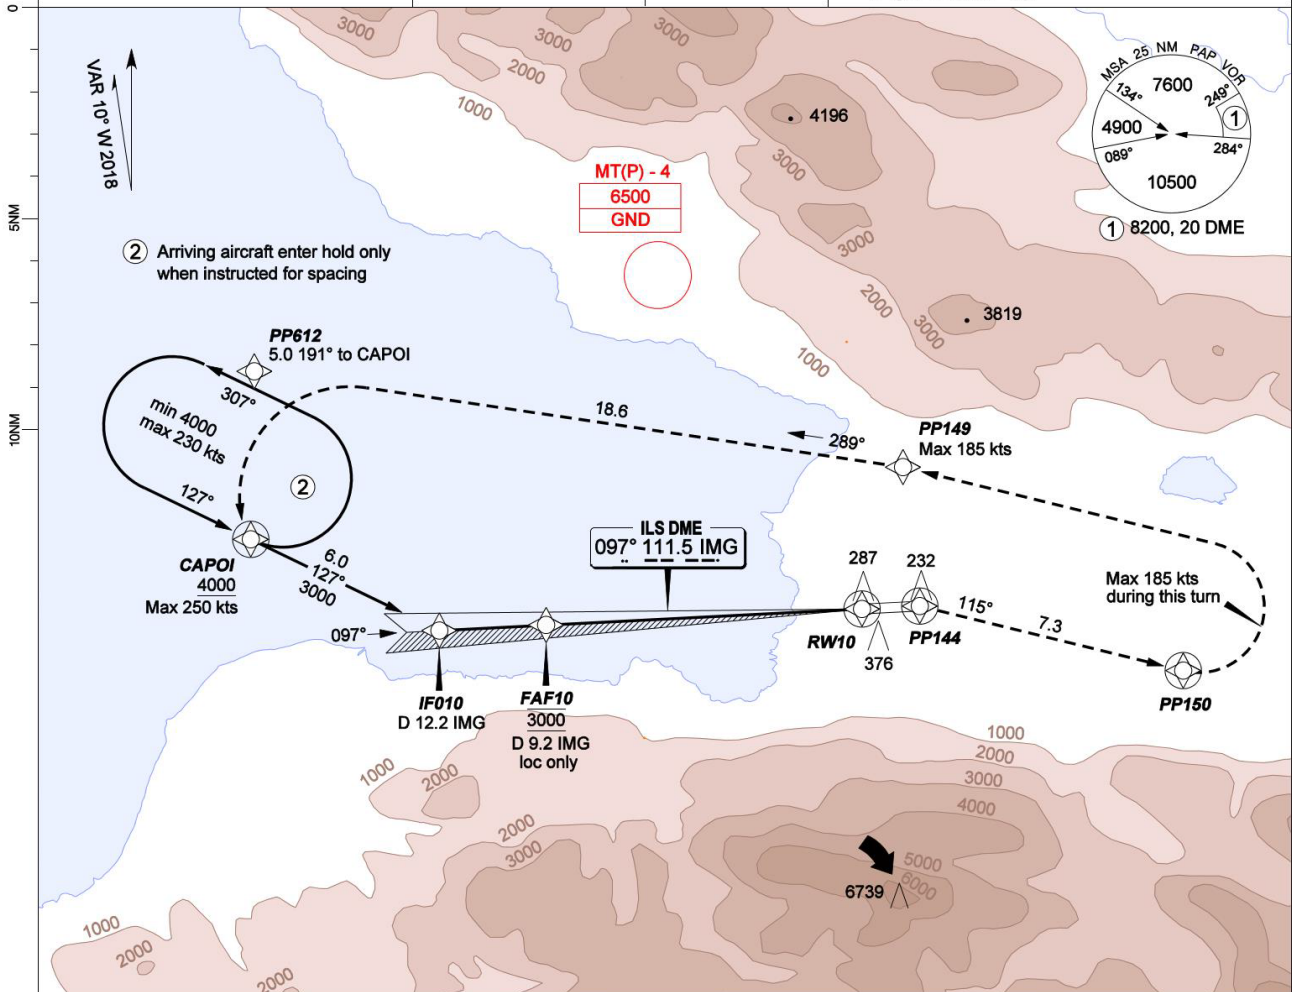 0
5NM
10NM
VAR 10° W 2018
3000
3000
3000
2000
1000
4196
3000
3000
2000
3000
3819
1000
MSA 25 NM PAP VOR
7600
134°
249°
1
4900
089°
284°
10500
1 8200, 20 DME
MT(P) - 4
6500
GND
2 Arriving aircraft enter hold only
when instructed for spacing
PP612
5.0 191° to CAPOI
307°
min 4000
max 230 kts
127°
2
18.6
289°
PP149
Max 185 kts
CAPOI
4000
Max 250 kts
6.0
127°
3000
097°
ILS DME
097° 111.5 IMG
287
232
RW10
376
PP144
115°
7.3
Max 185 kts
during this turn
PP150
IF010
D 12.2 IMG
FAF10
3000
D 9.2 IMG
loc only
1000
2000
1000
2000
3000
4000
2000
3000
5000
6000
6739
1000
2000
2000